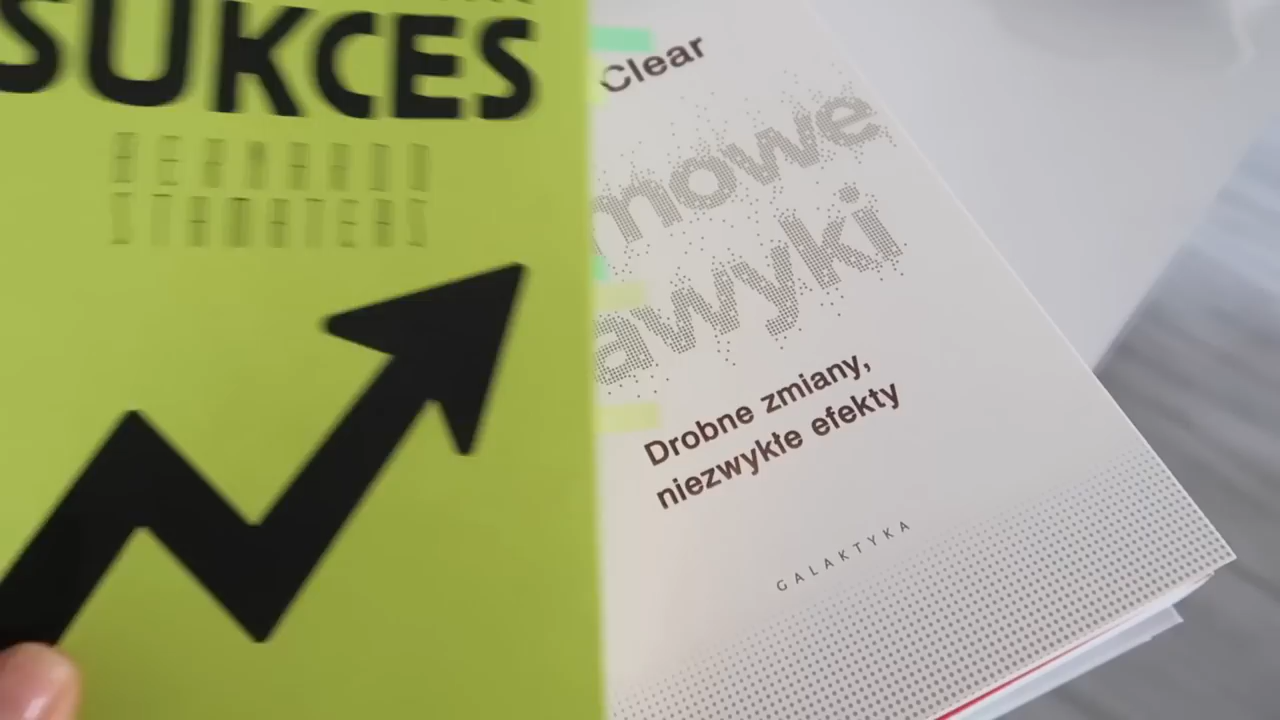 SUKCES
Clear
mowe
awyki
Drobne zmiany,
niezwykłe efekty
GALAKTYKA